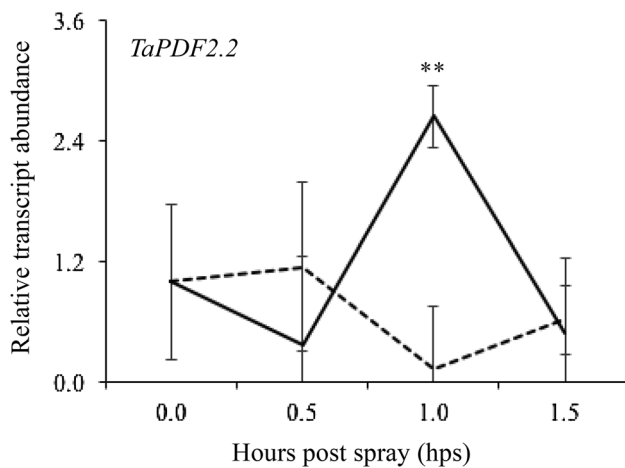 3.6
TaPDF2.2
**
2.4
Relative transcript abundance
1.2
0.0
0.0 0.5 1.0 1.5
Hours post spray (hps)